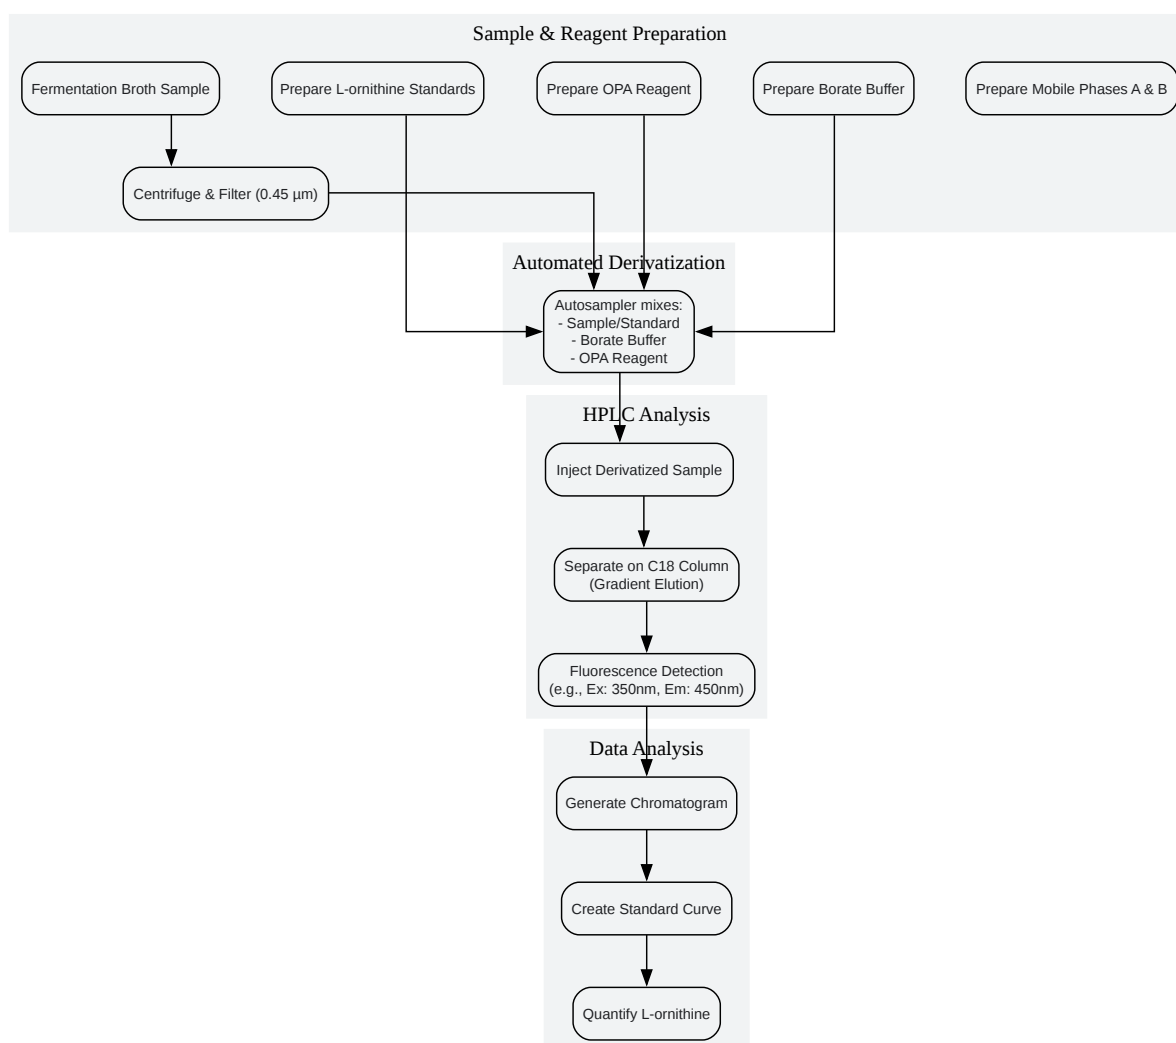 Sample & Reagent Preparation
Fermentation Broth Sample
Prepare L-ornithine Standards
Prepare OPA Reagent
Prepare Borate Buffer
Prepare Mobile Phases A & B
Centrifuge & Filter (0.45 µm)
Automated Derivatization
Autosampler mixes:
- Sample/Standard
- Borate Buffer
- OPA Reagent
HPLC Analysis
Inject Derivatized Sample
Separate on C18 Column
(Gradient Elution)
Fluorescence Detection
(e.g., Ex: 350nm, Em: 450nm)
Data Analysis
Generate Chromatogram
Create Standard Curve
Quantify L-ornithine